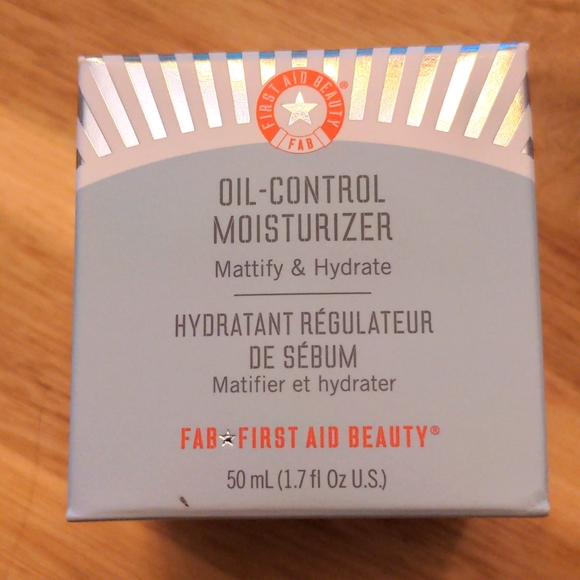 FIRST AID BEAUTY®
FAB
OIL-CONTROL
MOISTURIZER
Mattify & Hydrate
HYDRATANT RÉGULATEUR
DE SÉBUM
Matifier et hydrater
FAB★FIRST AID BEAUTY®
50 mL (1.7 fl Oz U.S.)